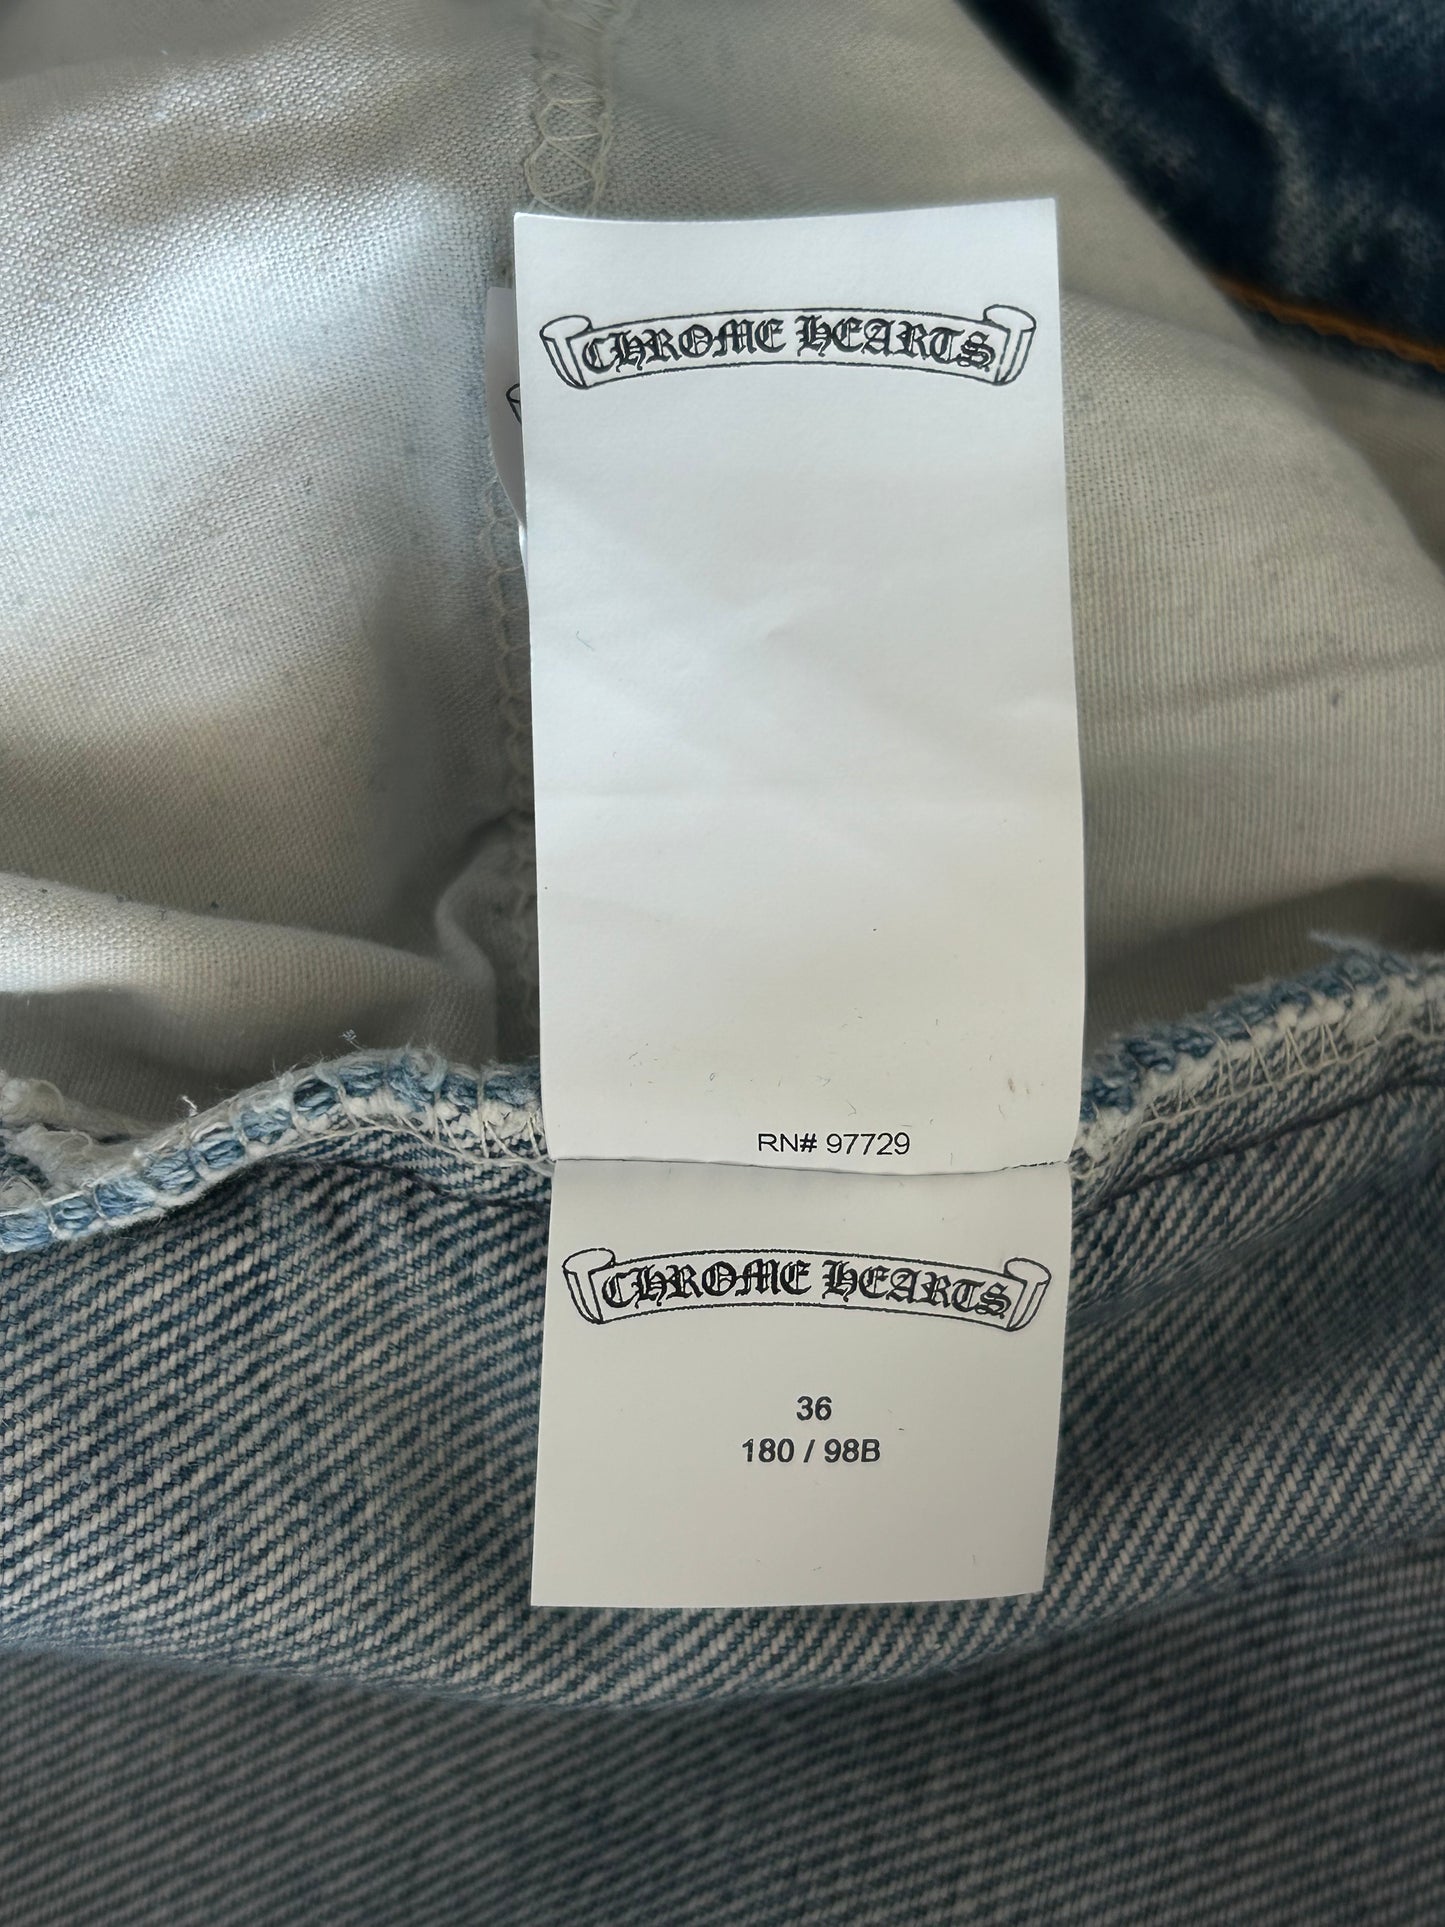 CHROME HEARTS
RN# 97729
CHROME HEARTS
36
180 / 98B